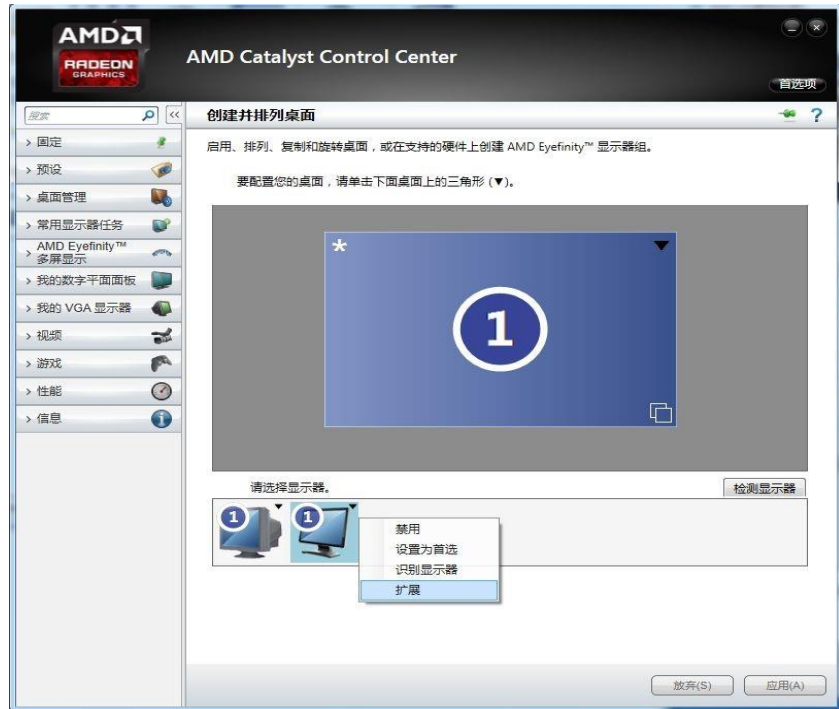 AMD
RADEON
GRAPHICS
AMD Catalyst Control Center
首选项
搜索
创建并排列桌面
固定
预设
桌面管理
常用显示器任务
AMD Eyefinity™
多屏显示
我的数字平面面板
我的 VGA 显示器
视频
游戏
性能
信息
启用、排列、复制和旋转桌面，或在支持的硬件上创建 AMD Eyefinity™ 显示器组。
要配置您的桌面，请单击下面桌面上的三角形 (▼)。
*
1
请选择显示器。
检测显示器
1
1
禁用
设置为首选
识别显示器
扩展
放弃(S)
应用(A)